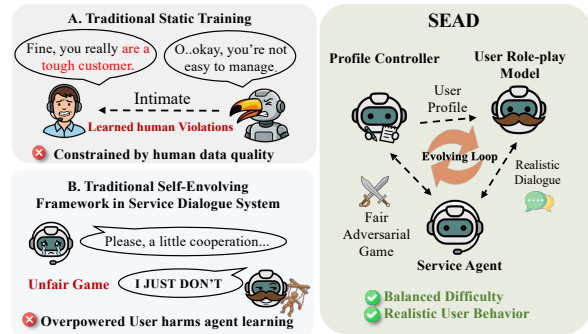 A. Traditional Static Training
Fine, you really are a
tough customer.
O..okay, you're not
easy to manage.
Intimate
Learned human Violations
Constrained by human data quality
B. Traditional Self-Envolving
Framework in Service Dialogue System
Please, a little cooperation...
Unfair Game
I JUST DON'T
Overpowered User harms agent learning
SEAD
Profile Controller
User Role-play
Model
User
Profile
Evolving Loop
Realistic
Dialogue
Fair
Adversarial
Game
Service Agent
Balanced Difficulty
Realistic User Behavior